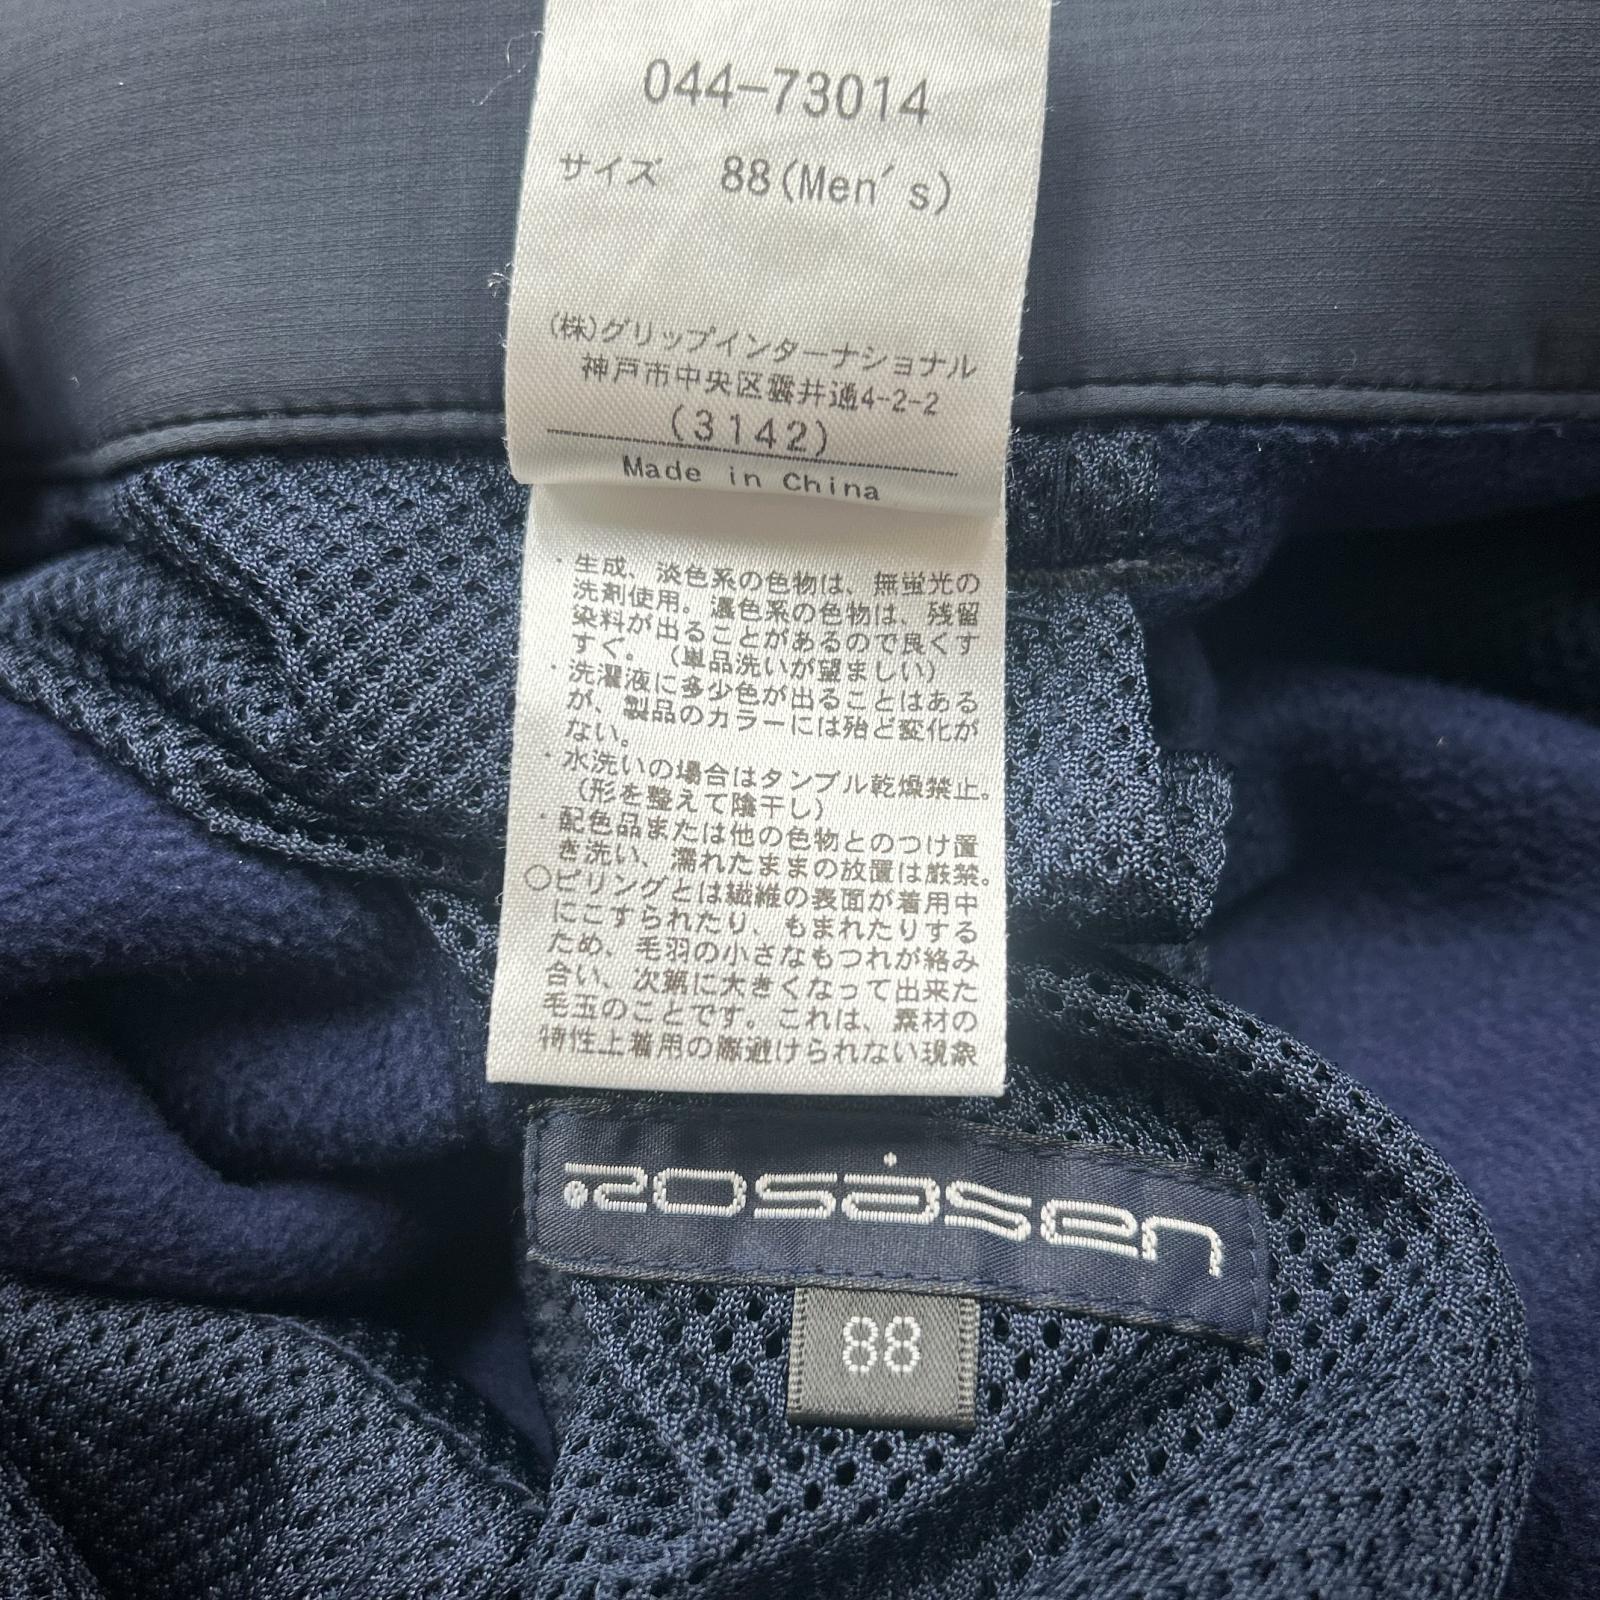 044-73014
サイズ 88(Men's)
(株)グリップインターナショナル
神戸市中央区雲井通4-2-2
(3142)
Made in China
・生成、淡色系の色物は、無蛍光の
洗剤使用。濃色系の色物は、残留
染料が出ることがあるので良くす
すぐ。(単品洗いが望ましい)
・洗濯液に多少色が出ることはある
が、製品のカラーには殆ど変化が
ない。
・水洗いの場合はタンブル乾燥禁止。
(形を整えて陰干し)
・配色品または他の色物とのつけ置
き洗い、濡れたままの放置は厳禁。
○ピリングとは繊維の表面が着用中
にこすられたり、もまれたりする
ため、毛羽の小さなもつれが絡み
合い、次第に大きくなって出来た
毛玉のことです。これは、素材の
特性上着用の際避けられない現象
rosasen®
88